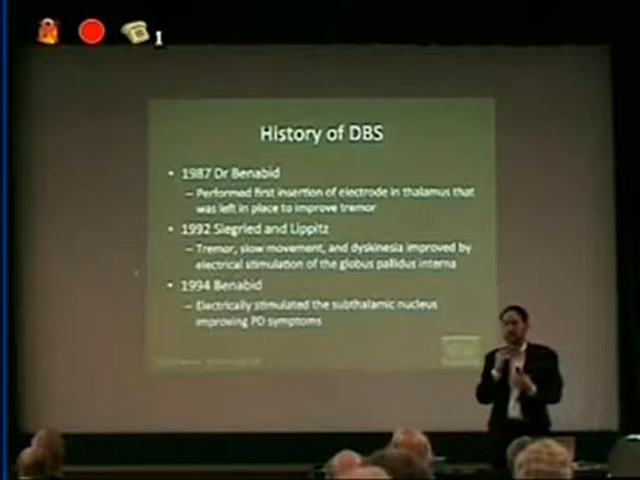 1
History of DBS
• 1987 Dr Benabid
– Performed first insertion of electrode in thalamus that
was left in place to improve tremor
• 1992 Siegried and Lippitz
– Tremor, slow movement, and dyskinesia improved by
electrical stimulation of the globus pallidus interna
• 1994 Benabid
– Electrically stimulated the subthalamic nucleus
improving PD symptoms